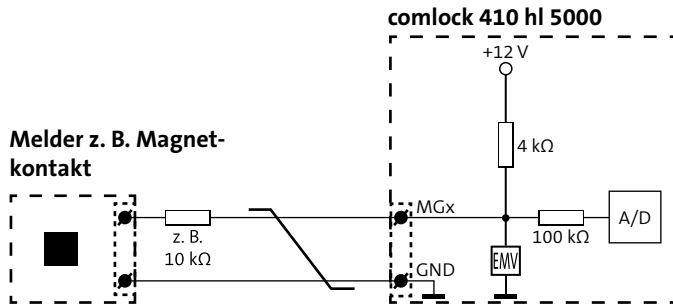 comlock 410 hl 5000
+12 V
Melder z. B. Magnet-
kontakt
4 kΩ
MGx
A/D
z. B.
10 kΩ
100 kΩ
EMV
GND